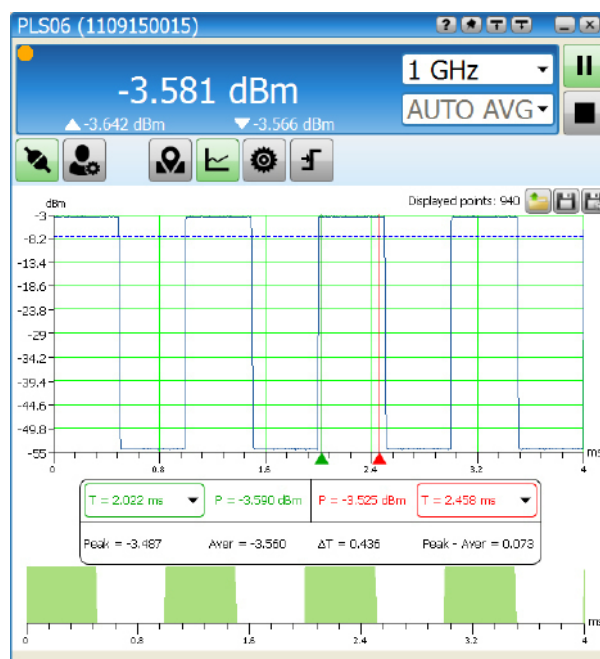 PLS06 (1109150015)
?
-3.581 dBm
1 GHz
▲-3.642 dBm ▼-3.566 dBm
AUTO AVG
dBm
Displayed points: 940
-3
-8.2
-13.4
-18.6
-23.8
-29
-34.2
-39.4
-44.6
-49.8
-55
ms
0 0.8 1.6 2.4 3.2 4
T = 2.022 ms P = -3.590 dBm P = -3.525 dBm T = 2.458 ms
Peak = -3.487 Aver = -3.560 ΔT = 0.436 Peak - Aver = 0.073
ms
0 0.8 1.6 2.4 3.2 4